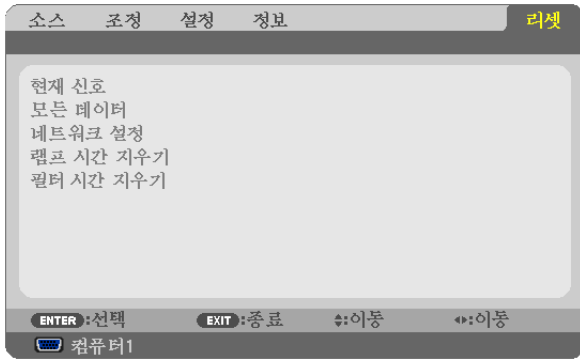 소스 조정 설정 정보 리셋
현재 신호
모든 데이터
네트워크 설정
램프 시간 지우기
필터 시간 지우기
ENTER :선택 EXIT :종료 :이동 :이동
컴퓨터1